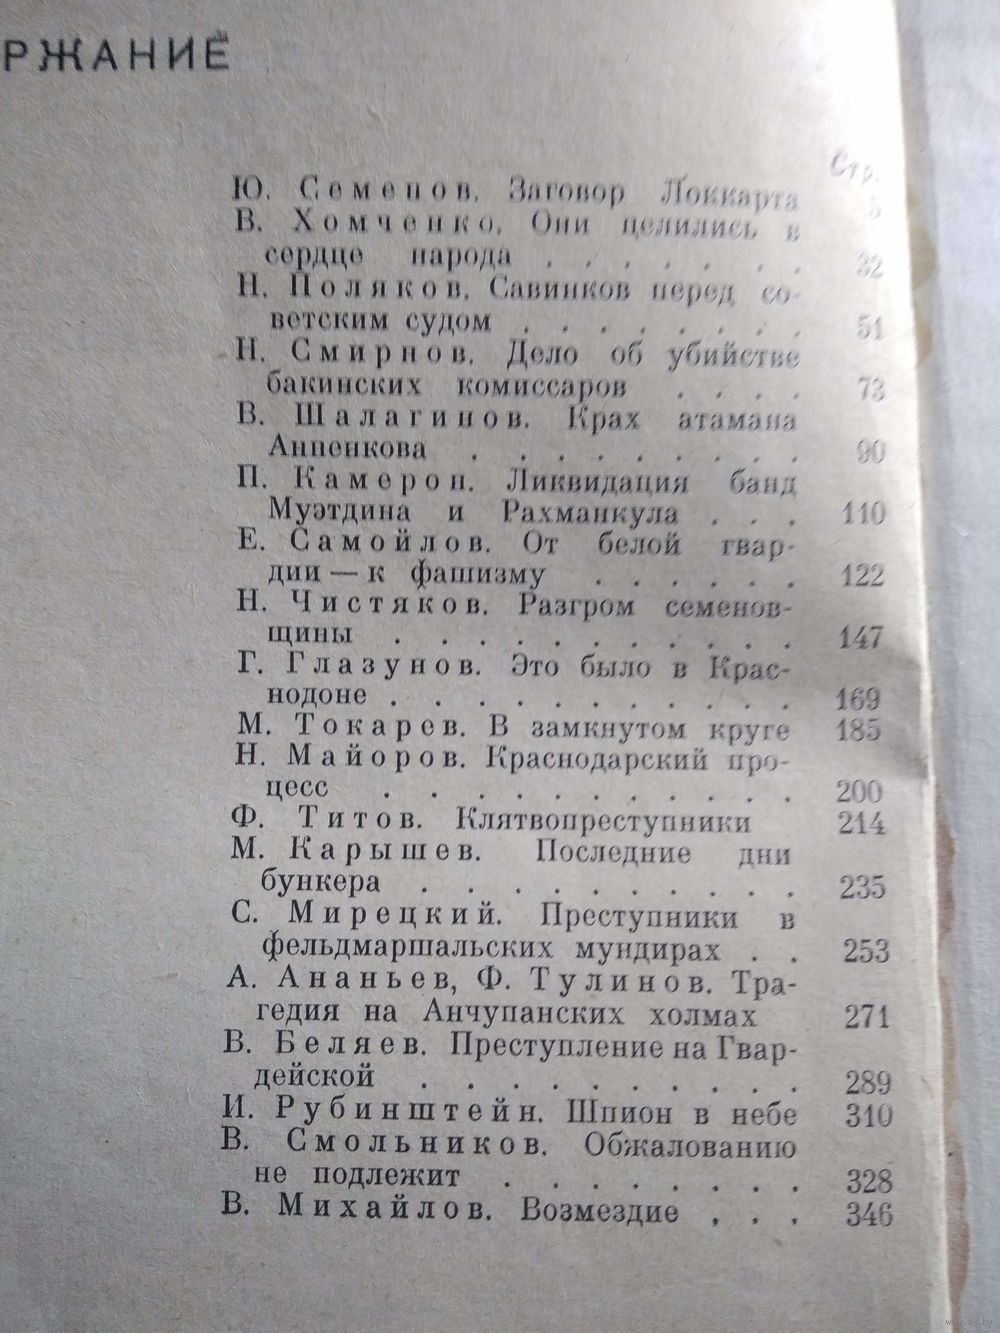 РЖАНИЕ
Стр.
Ю. Семенов. Заговор Локкарта 5
В. Хомченко. Они целились в
сердце народа . . . . . . . 32
Н. Поляков. Савинков перед со-
ветским судом . . . . . . . . 51
Н. Смирнов. Дело об убийстве
бакинских комиссаров . . . . 73
В. Шалагинов. Крах атамана
Анненкова . . . . . . . . . 90
П. Камерон. Ликвидация банд
Муэтдина и Рахманкула . . . 110
Е. Самойлов. От белой гвар-
дии — к фашизму . . . . . . 122
Н. Чистяков. Разгром семенов-
щины . . . . . . . . . . . 147
Г. Глазунов. Это было в Крас-
нодоне . . . . . . . . . . . 169
М. Токарев. В замкнутом круге 185
Н. Майоров. Краснодарский про-
цесс . . . . . . . . . . 200
Ф. Титов. Клятвопреступники 214
М. Карышев. Последние дни
бункера . . . . . . . . . 235
С. Мирецкий. Преступники в
фельдмаршальских мундирах . . 253
А. Ананьев, Ф. Тулинов. Тра-
гедия на Анчупанских холмах 271
В. Беляев. Преступление на Гвар-
дейской . . . . . . . . . 289
И. Рубинштейн. Шпион в небе 310
В. Смольников. Обжалованию
не подлежит . . . . . . . 328
В. Михайлов. Возмездие . . . 346
www.ay.by